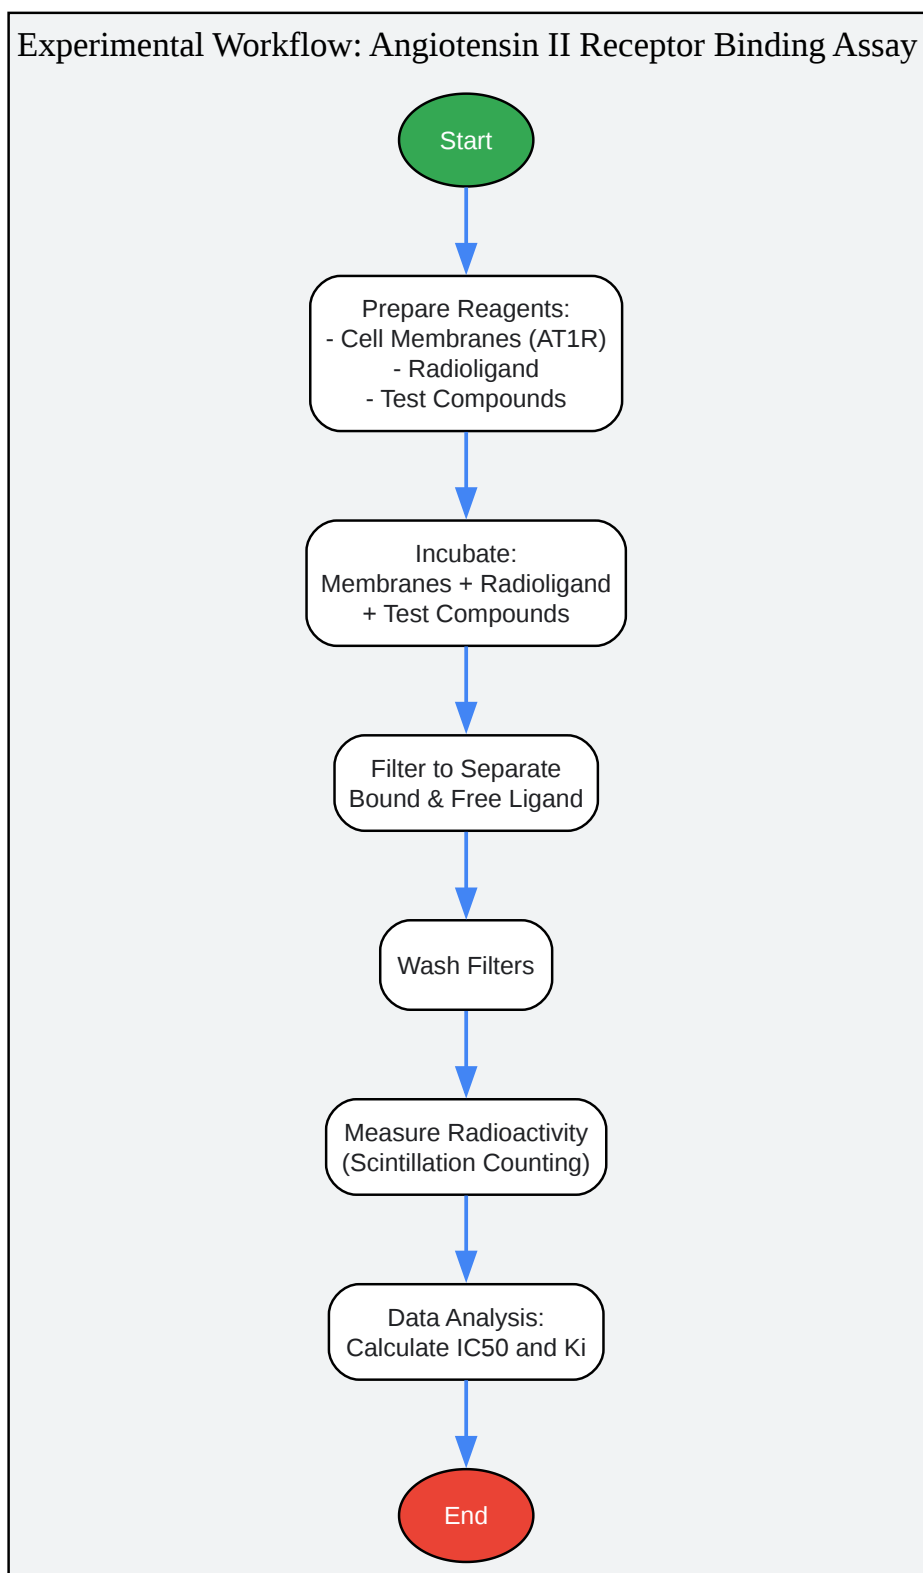 Experimental Workflow: Angiotensin II Receptor Binding Assay
Start
Prepare Reagents:
- Cell Membranes (AT1R)
- Radioligand
- Test Compounds
Incubate:
Membranes + Radioligand
+ Test Compounds
Filter to Separate
Bound & Free Ligand
Wash Filters
Measure Radioactivity
(Scintillation Counting)
Data Analysis:
Calculate IC50 and Ki
End